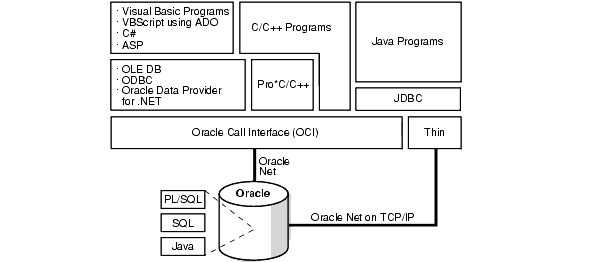 · Visual Basic Programs
· VBScript using ADO
· C#
· ASP
C/C++ Programs
Java Programs
· OLE DB
· ODBC
· Oracle Data Provider
for .NET
Pro*C/C++
JDBC
Oracle Call Interface (OCI)
Thin
Oracle
Net
Oracle
PL/SQL
SQL
Java
Oracle Net on TCP/IP